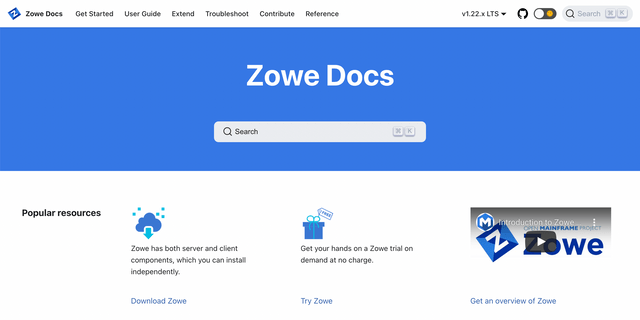 Zowe Docs Get Started User Guide Extend Troubleshoot Contribute Reference v1.22.x LTS Search ⌘ K
Zowe Docs
Search ⌘ K
Popular resources
FREE
Introduction to Zowe
OPEN MAINFRAME PROJECT
Zowe
Zowe has both server and client
components, which you can install
independently.
Get your hands on a Zowe trial on
demand at no charge.
Download Zowe
Try Zowe
Get an overview of Zowe